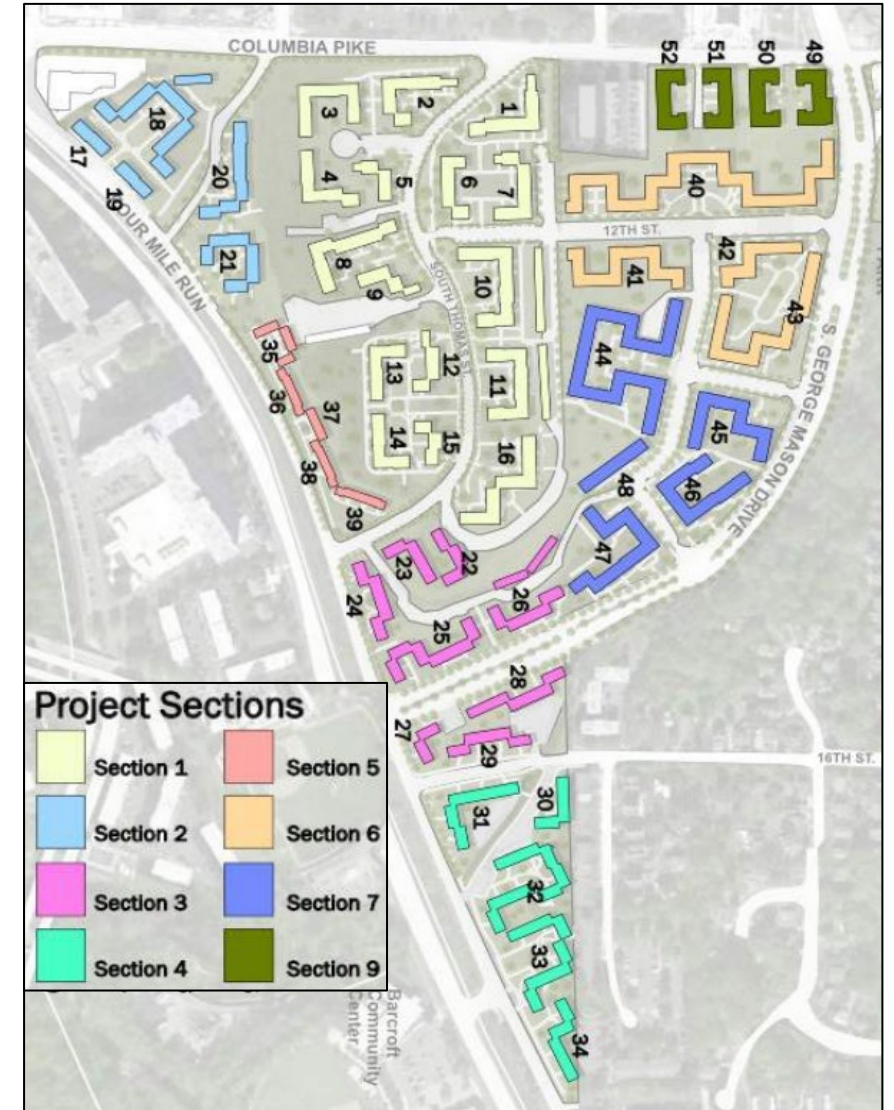 COLUMBIA PIKE
52
51
50
49
18
17
19
20
21
3
2
1
4
5
6
7
40
12TH ST.
8
9
10
41
42
43
SOUTH THOMAS ST.
FOUR MILE RUN
S. GEORGE MASON DRIVE
35
36
37
38
39
12
13
14
15
11
16
44
45
46
48
47
22
23
24
25
26
28
27
29
16TH ST.
30
31
32
33
34
Project Sections
Section 1
Section 5
Section 2
Section 6
Section 3
Section 7
Section 4
Section 9
Barcroft
Community
Center